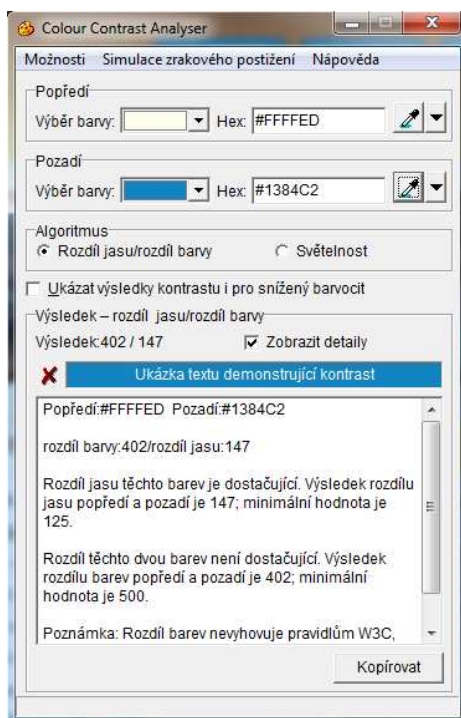 Colour Contrast Analyser
Možnosti Simulace zrakového postižení Nápověda
Popředí
Výběr barvy: Hex: #FFFFED
Pozadí
Výběr barvy: Hex: #1384C2
Algoritmus
Rozdíl jasu/rozdíl barvy Světelnost
Ukázat výsledky kontrastu i pro snížený barvocit
Výsledek – rozdíl jasu/rozdíl barvy
Výsledek:402 / 147 Zobrazit detaily
Ukázka textu demonstrující kontrast
Popředí:#FFFFED Pozadí:#1384C2
rozdíl barvy:402/rozdíl jasu:147
Rozdíl jasu těchto barev je dostačující. Výsledek rozdílu
jasu popředí a pozadí je 147; minimální hodnota je
125.
Rozdíl těchto dvou barev není dostačující. Výsledek
rozdílu barev popředí a pozadí je 402; minimální
hodnota je 500.
Poznámka: Rozdíl barev nevyhovuje pravidlům W3C,
Kopírovat